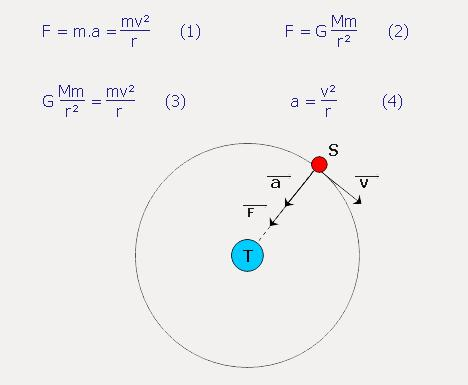 F = m.a = mv²/r (1)
F = G Mm/r² (2)
G Mm/r² = mv²/r (3)
a = v²/r (4)
S
a
v
F
T